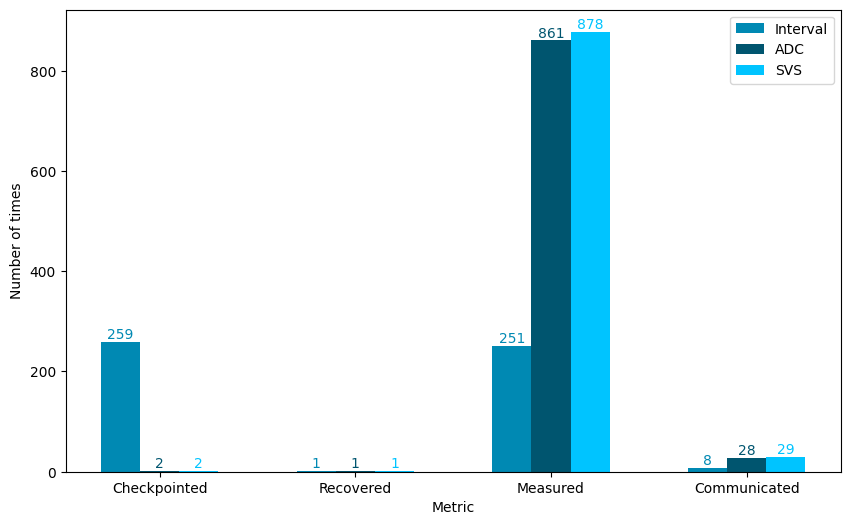 Interval
ADC
SVS
Number of times
800
600
400
200
0
259
2
2
1
1
1
251
861
878
8
28
29
Checkpointed
Recovered
Measured
Communicated
Metric